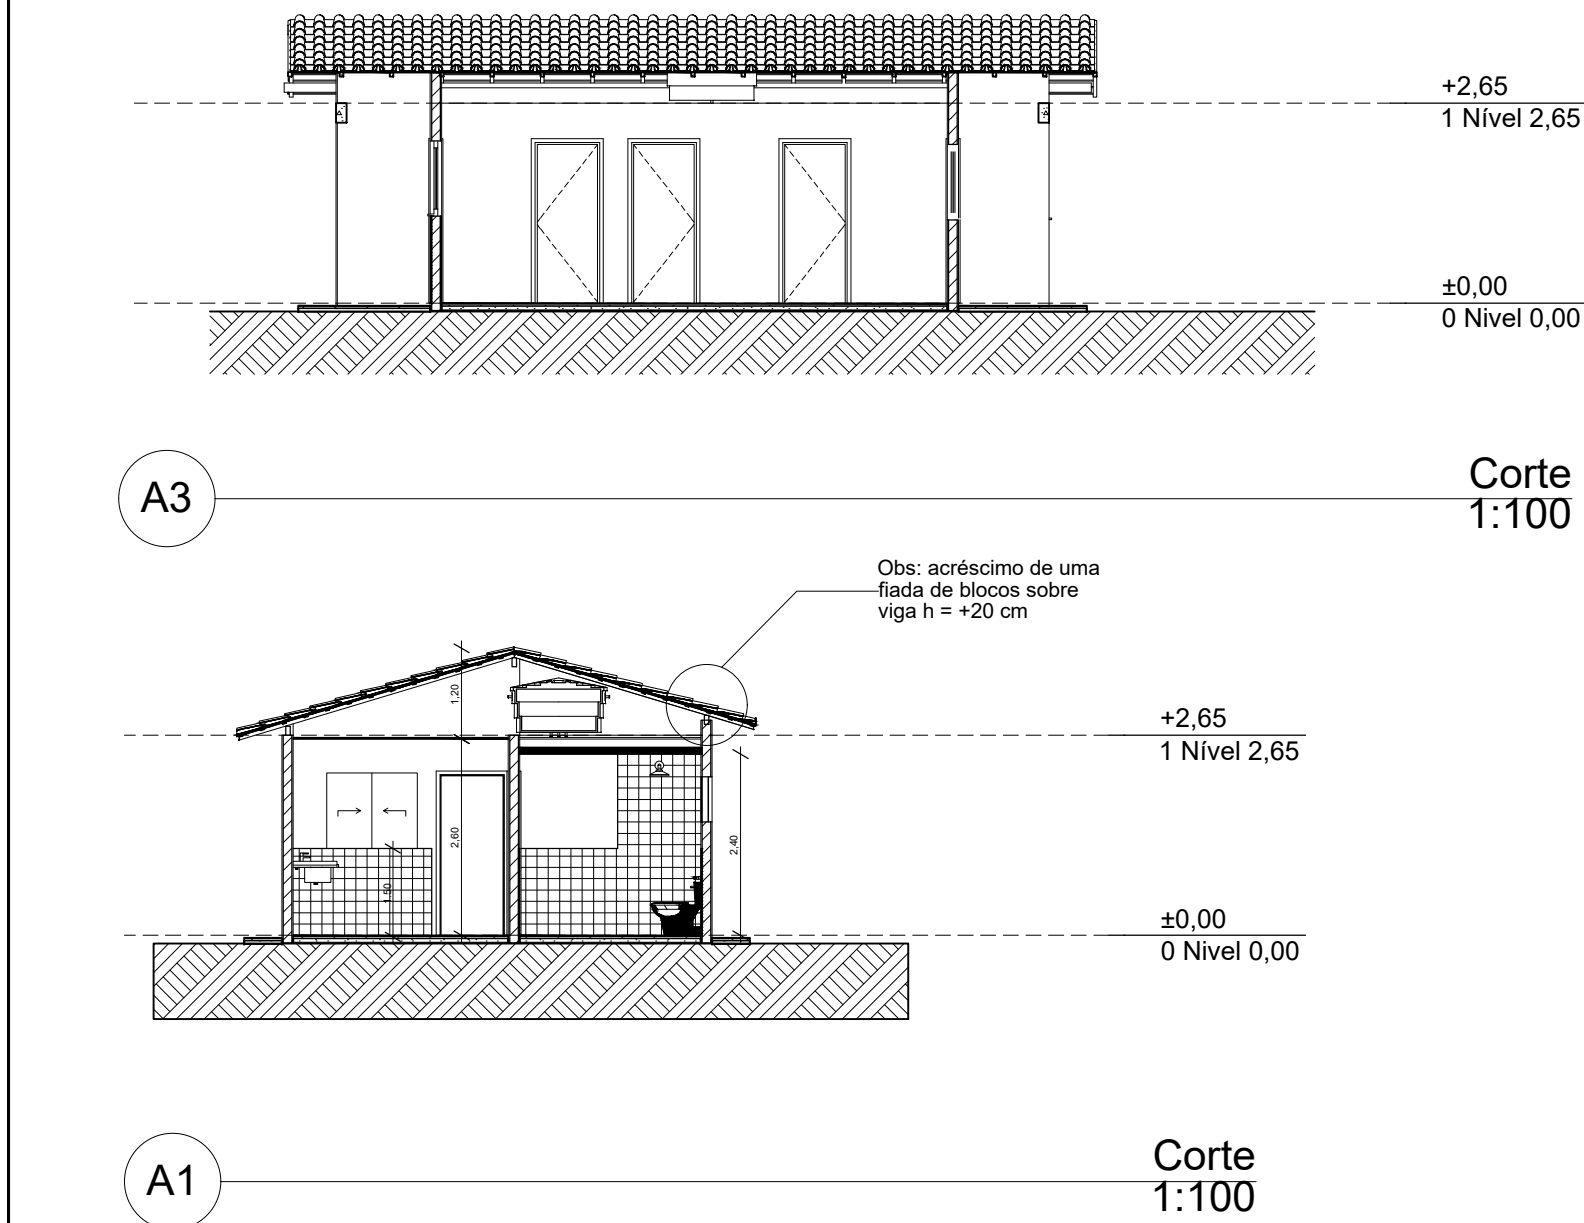 +2,65
1 Nível 2,65
±0,00
0 Nivel 0,00
A3
Corte
1:100
Obs: acréscimo de uma
fiada de blocos sobre
viga h = +20 cm
1,20
+2,65
1 Nível 2,65
2,60
2,40
1,50
±0,00
0 Nivel 0,00
A1
Corte
1:100